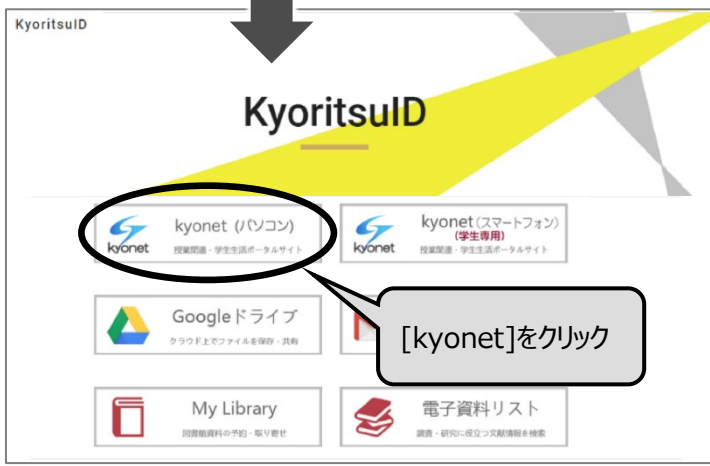 KyoritsuID
KyoritsuID
kyonet (パソコン)
kyonet
授業関連・学生生活ポータルサイト
kyonet(スマートフォン)
(学生専用)
kyonet
授業関連・学生生活ポータルサイト
Googleドライブ
クラウド上でファイルを保存・共有
[kyonet]をクリック
My Library
図書館資料の予約・取り寄せ
電子資料リスト
調査・研究に役立つ文献情報を検索